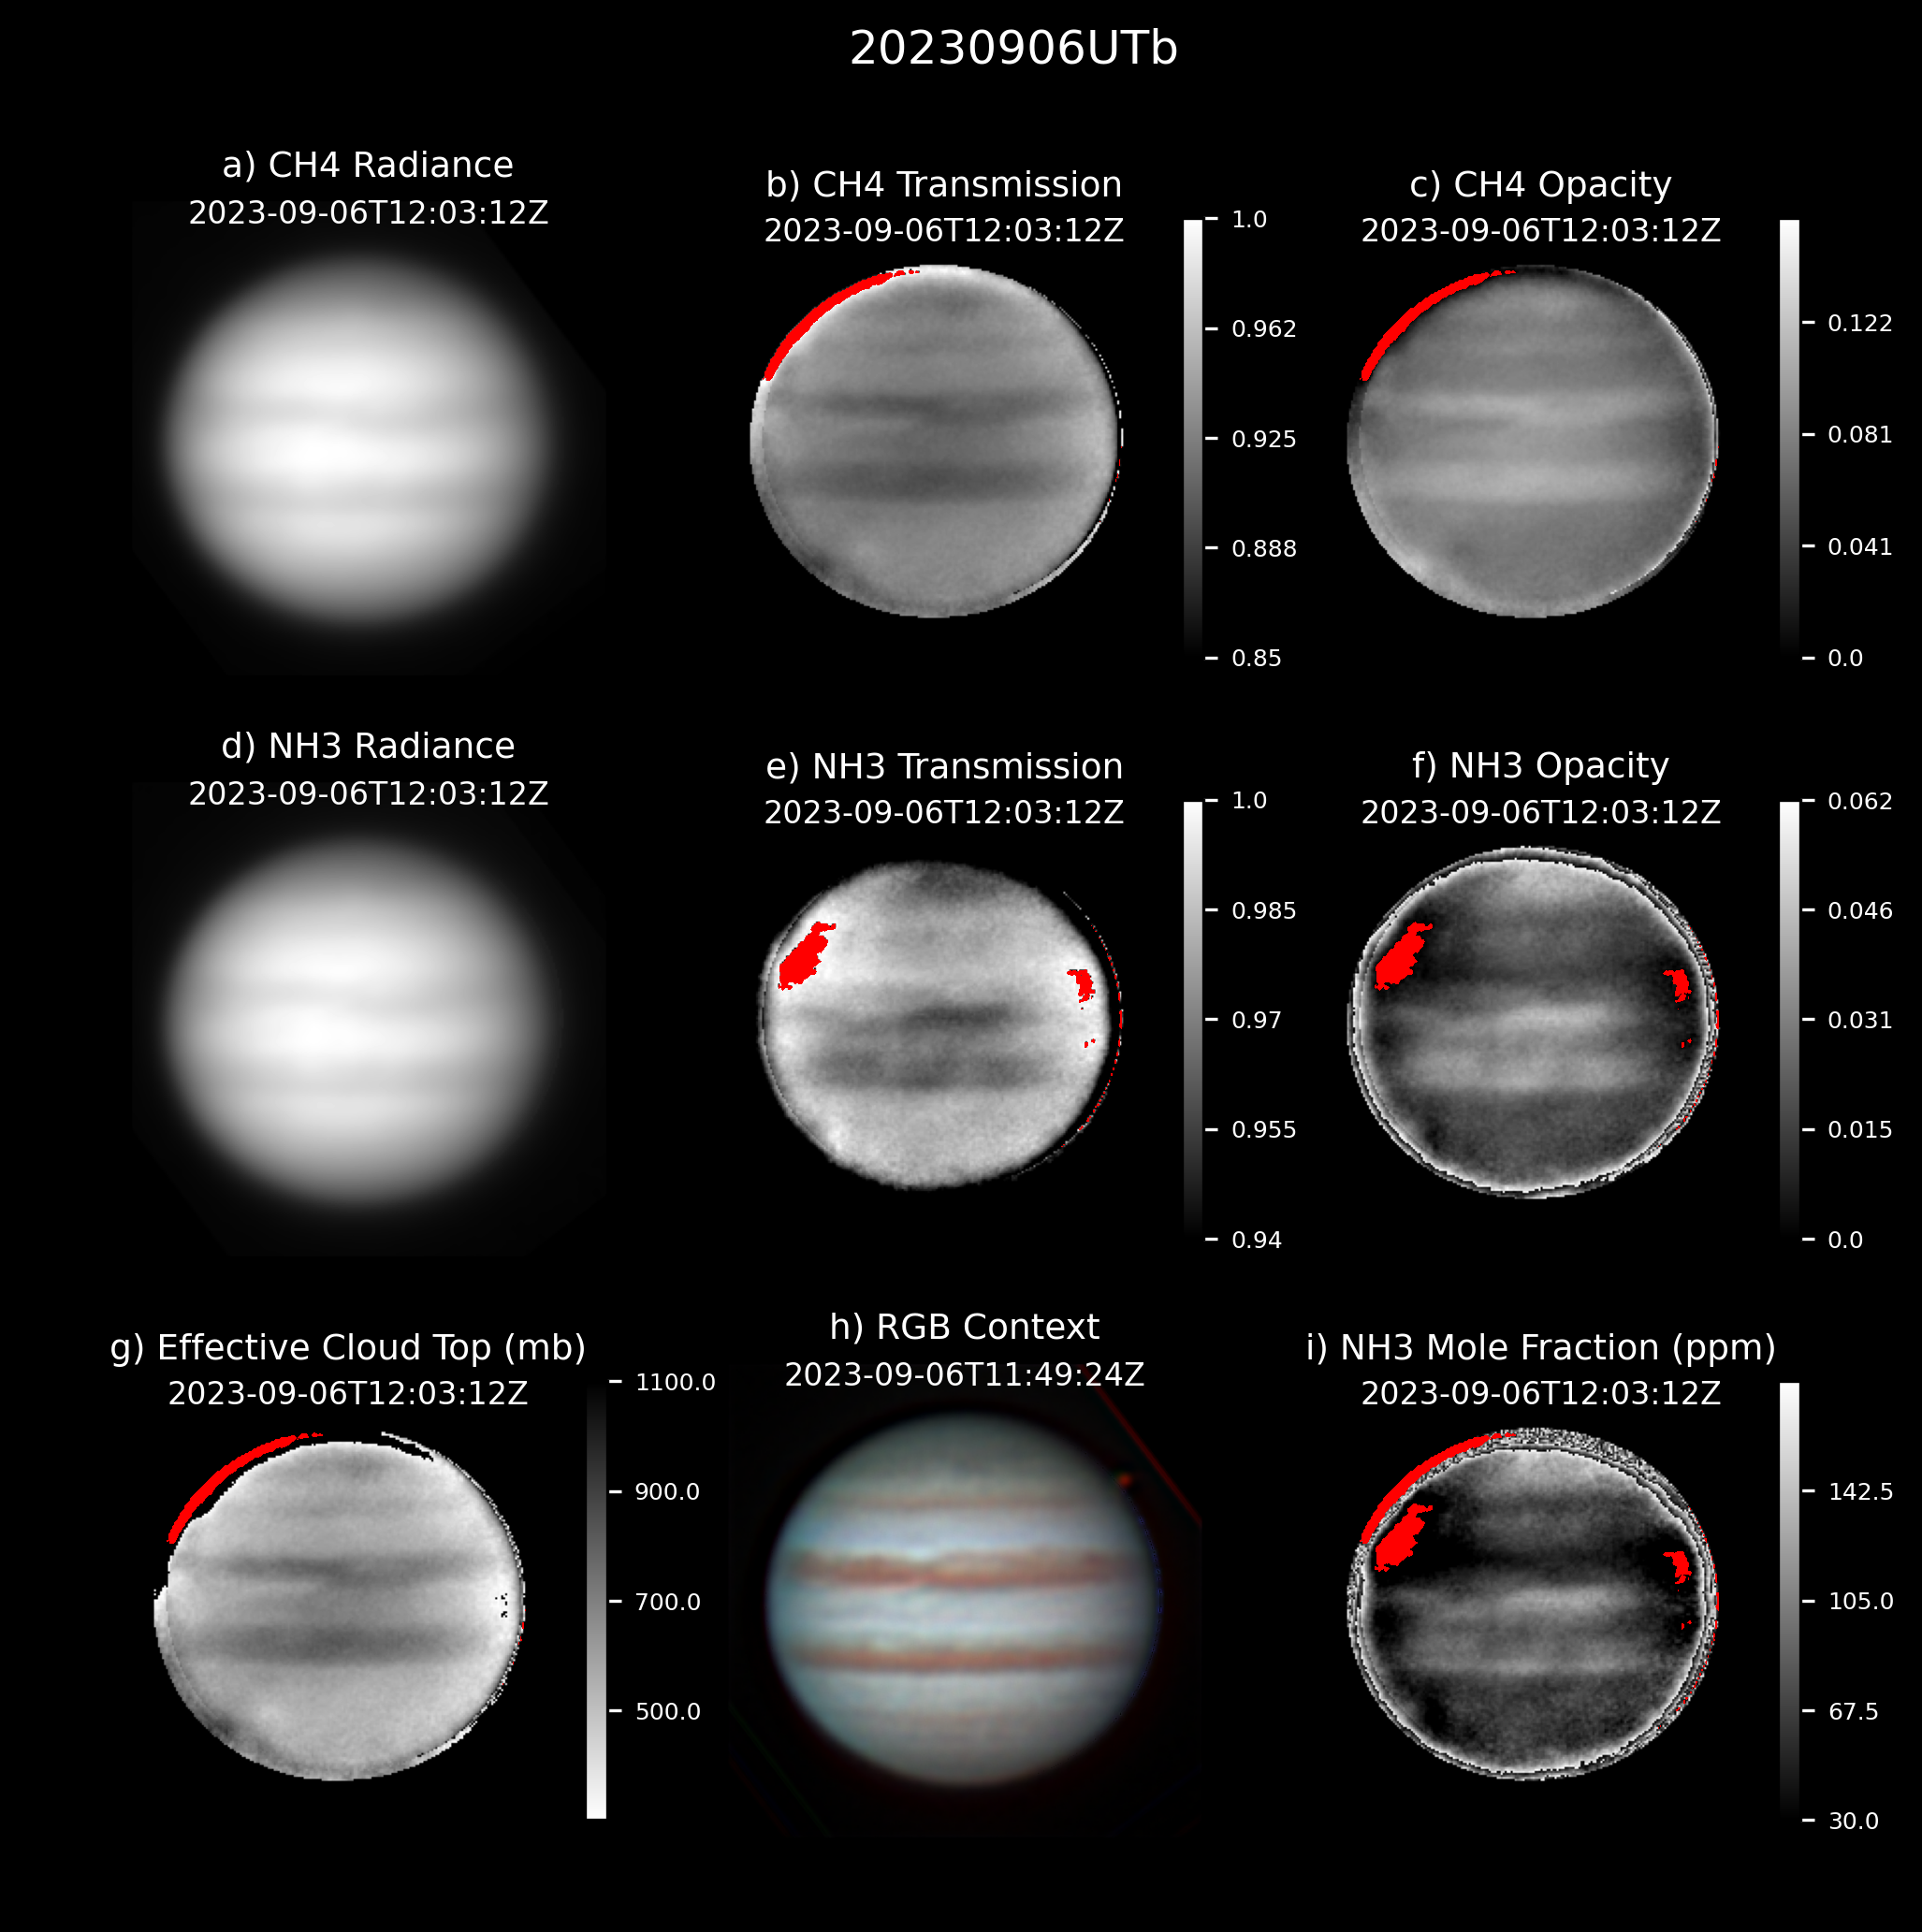 20230906UTb
a) CH4 Radiance
2023-09-06T12:03:12Z
b) CH4 Transmission
2023-09-06T12:03:12Z
1.0
0.962
0.925
0.888
0.85
c) CH4 Opacity
2023-09-06T12:03:12Z
0.122
0.081
0.041
0.0
d) NH3 Radiance
2023-09-06T12:03:12Z
e) NH3 Transmission
2023-09-06T12:03:12Z
1.0
0.985
0.97
0.955
0.94
f) NH3 Opacity
2023-09-06T12:03:12Z
0.062
0.046
0.031
0.015
0.0
g) Effective Cloud Top (mb)
2023-09-06T12:03:12Z
1100.0
900.0
700.0
500.0
h) RGB Context
2023-09-06T11:49:24Z
i) NH3 Mole Fraction (ppm)
2023-09-06T12:03:12Z
142.5
105.0
67.5
30.0